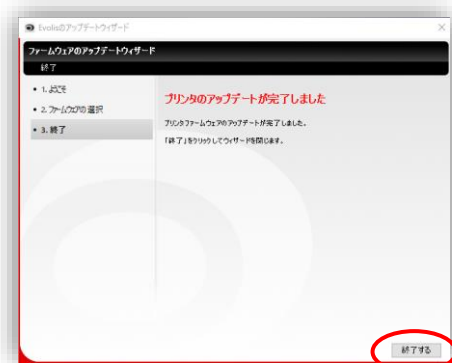 Evolisのアップデートウィザード
ファームウェアのアップデートウィザード
終了
• 1. ようこそ
• 2. ファームウェアの選択
• 3. 終了
プリンタのアップデートが完了しました
プリンタファームウェアのアップデートが完了しました。
「終了」をクリックしてウィザードを閉じます。
終了する